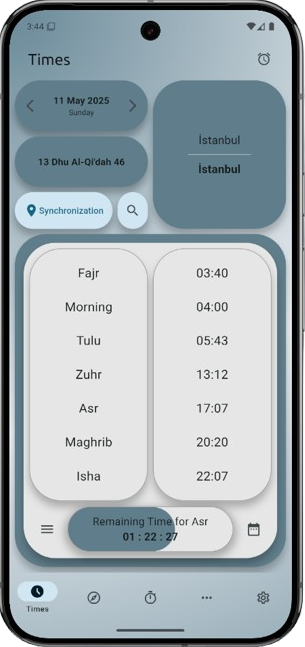 3:44
Times
11 May 2025
Sunday
13 Dhu Al-Qi'dah 46
Synchronization
İstanbul
İstanbul
Fajr 03:40
Morning 04:00
Tulu 05:43
Zuhr 13:12
Asr 17:07
Maghrib 20:20
Isha 22:07
Remaining Time for Asr
01 : 22 : 27
Times